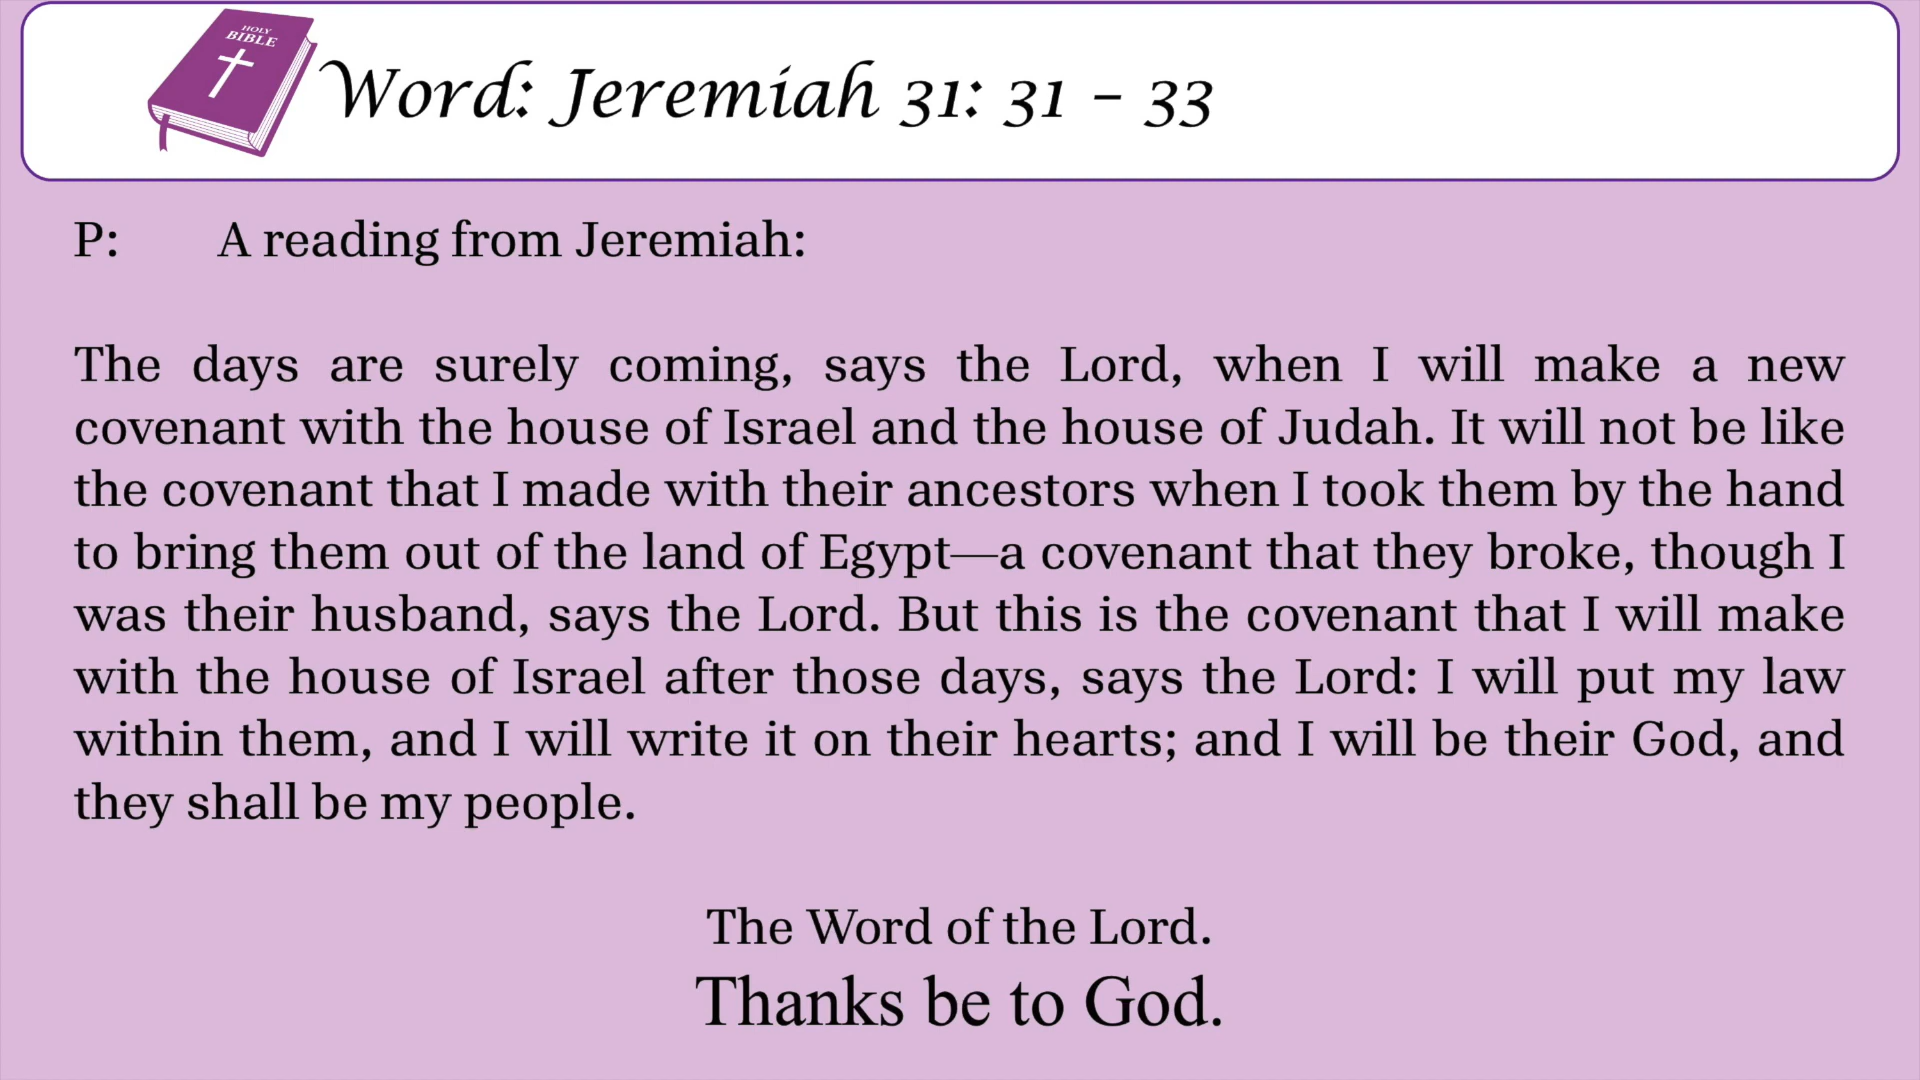 HOLY
BIBLE
Word: Jeremiah 31: 31 – 33
P: A reading from Jeremiah:
The days are surely coming, says the Lord, when I will make a new
covenant with the house of Israel and the house of Judah. It will not be like
the covenant that I made with their ancestors when I took them by the hand
to bring them out of the land of Egypt—a covenant that they broke, though I
was their husband, says the Lord. But this is the covenant that I will make
with the house of Israel after those days, says the Lord: I will put my law
within them, and I will write it on their hearts; and I will be their God, and
they shall be my people.
The Word of the Lord.
Thanks be to God.